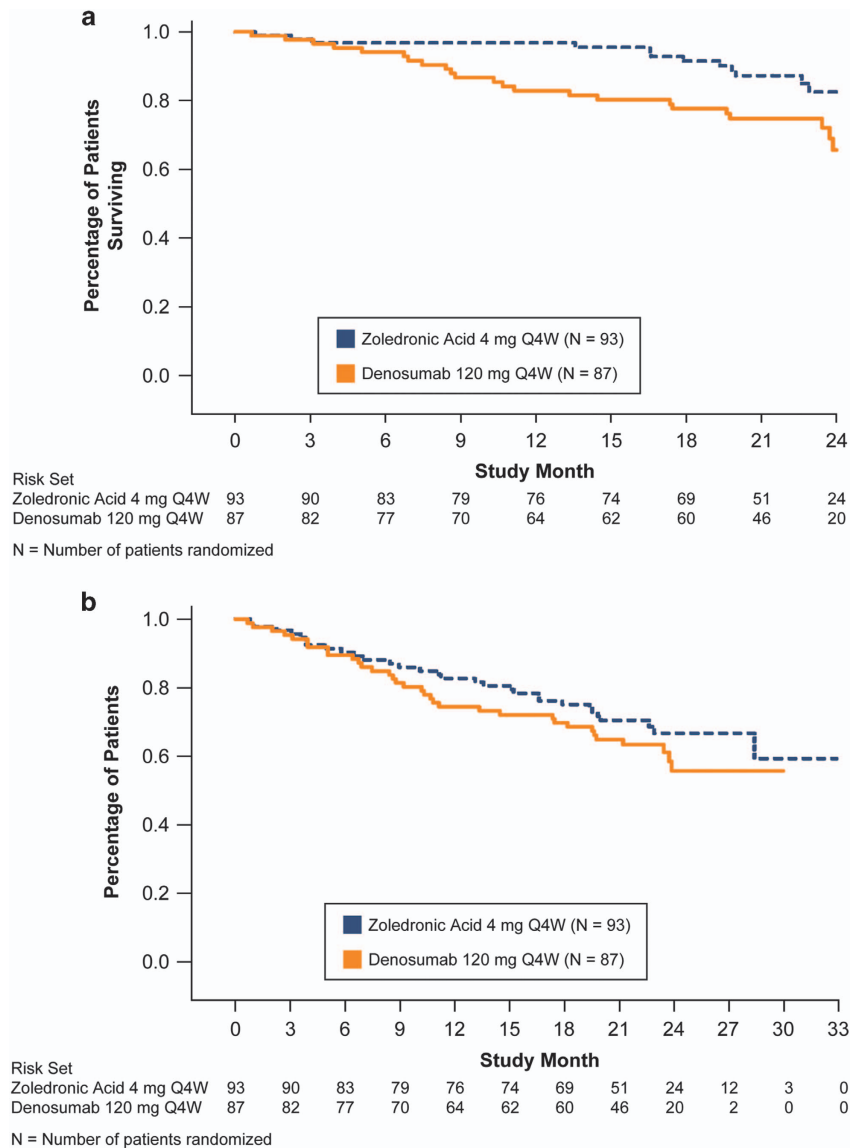 a
Percentage of Patients
Surviving
1.0
0.8
0.6
0.4
0.2
0.0
Zoledronic Acid 4 mg Q4W (N = 93)
Denosumab 120 mg Q4W (N = 87)
0 3 6 9 12 15 18 21 24
Study Month
Risk Set
Zoledronic Acid 4 mg Q4W 93 90 83 79 76 74 69 51 24
Denosumab 120 mg Q4W 87 82 77 70 64 62 60 46 20
N = Number of patients randomized
b
Percentage of Patients
1.0
0.8
0.6
0.4
0.2
0.0
Zoledronic Acid 4 mg Q4W (N = 93)
Denosumab 120 mg Q4W (N = 87)
0 3 6 9 12 15 18 21 24 27 30 33
Study Month
Risk Set
Zoledronic Acid 4 mg Q4W 93 90 83 79 76 74 69 51 24 12 3 0
Denosumab 120 mg Q4W 87 82 77 70 64 62 60 46 20 2 0 0
N = Number of patients randomized